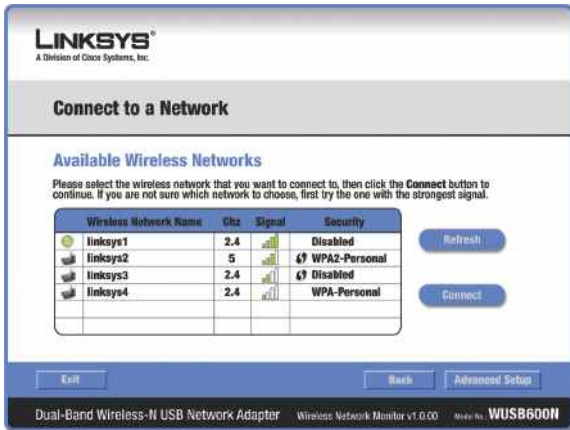 LINKSYS®
A Division of Cisco Systems, Inc.
Connect to a Network
Available Wireless Networks
Please select the wireless network that you want to connect to, then click the Connect button to
continue. If you are not sure which network to choose, first try the one with the strongest signal.
Wireless Network Name Ghz Signal Security
linksys1 2.4 Disabled
linksys2 5 WPA2-Personal
linksys3 2.4 Disabled
linksys4 2.4 WPA-Personal
Refresh
Connect
Exit Back Advanced Setup
Dual-Band Wireless-N USB Network Adapter Wireless Network Monitor v1.0.00 Model No. WUSB600N